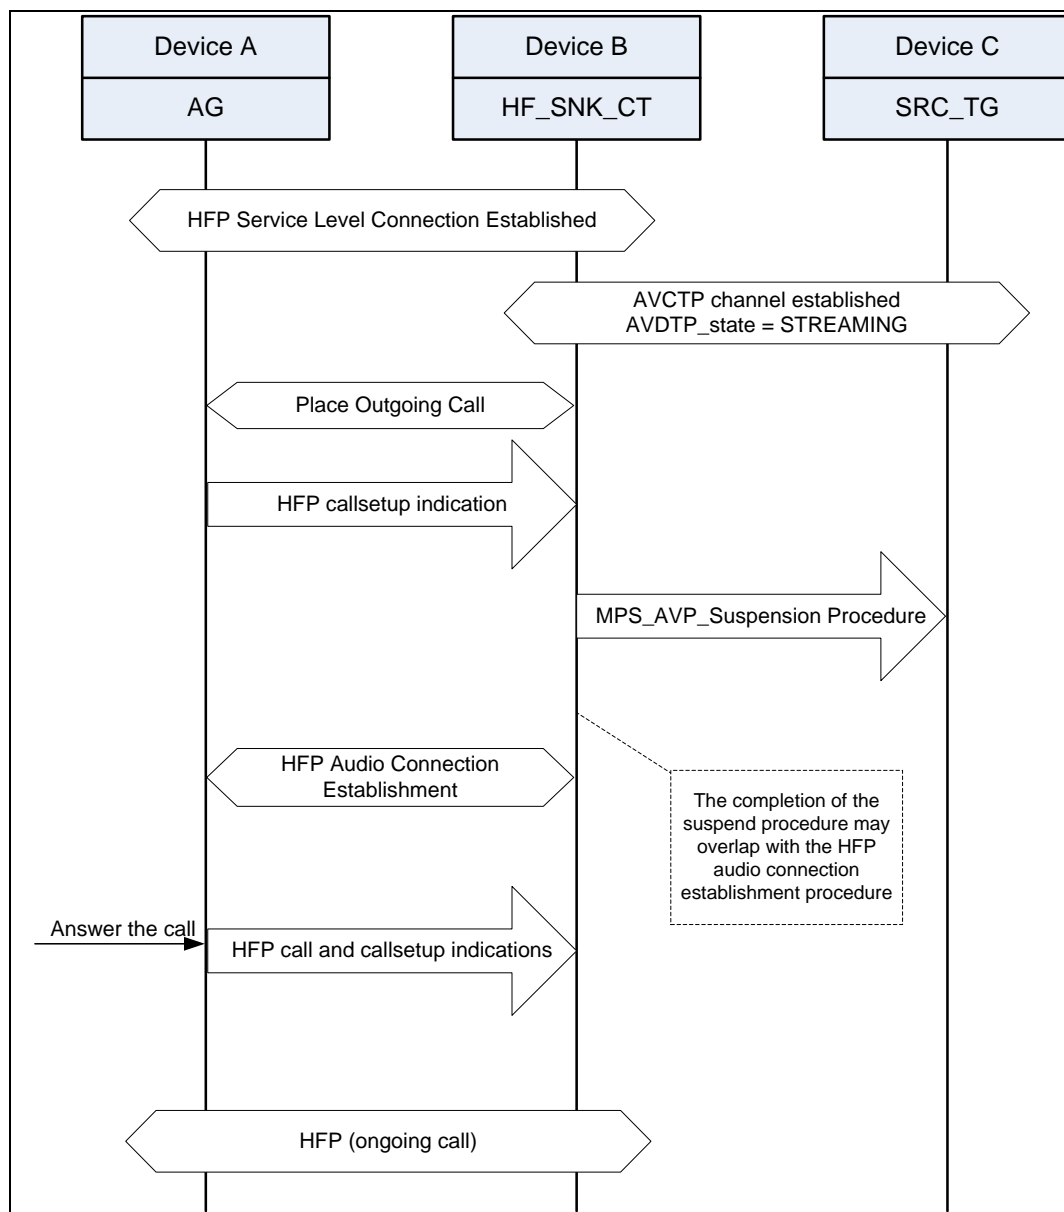 Device A
Device B
Device C
AG
HF_SNK_CT
SRC_TG
HFP Service Level Connection Established
AVCTP channel established
AVDTP_state = STREAMING
Place Outgoing Call
HFP callsetup indication
MPS_AVP_Suspension Procedure
HFP Audio Connection
Establishment
The completion of the
suspend procedure may
overlap with the HFP
audio connection
establishment procedure
Answer the call
HFP call and callsetup indications
HFP (ongoing call)